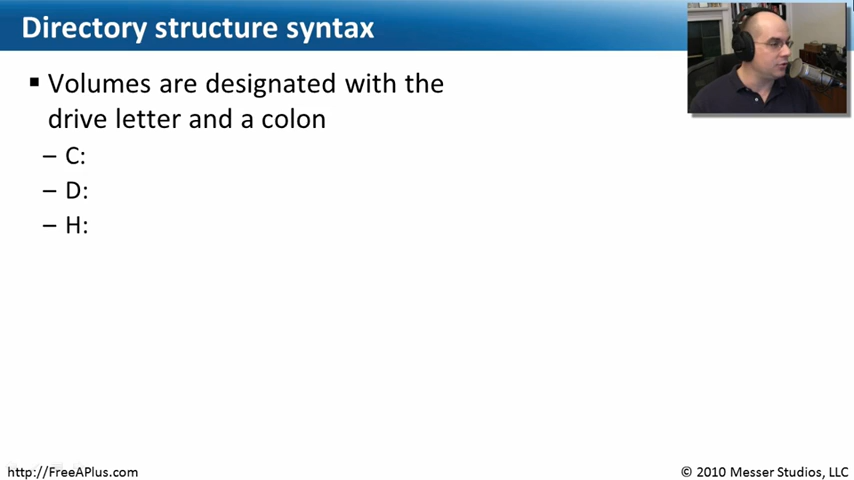 Directory structure syntax
▪ Volumes are designated with the
drive letter and a colon
– C:
– D:
– H:
http://FreeAPlus.com
© 2010 Messer Studios, LLC